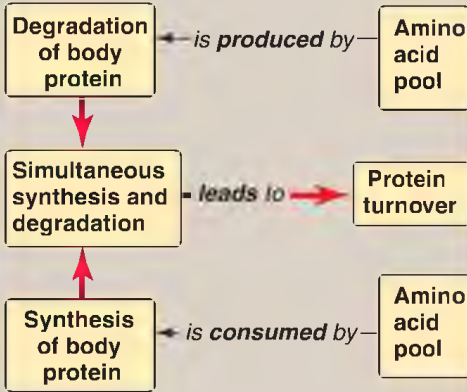 Degradation
of body
protein
is produced by
Amino
acid
pool
Simultaneous
synthesis and
degradation
leads to
Protein
turnover
Synthesis
of body
protein
is consumed by
Amino
acid
pool